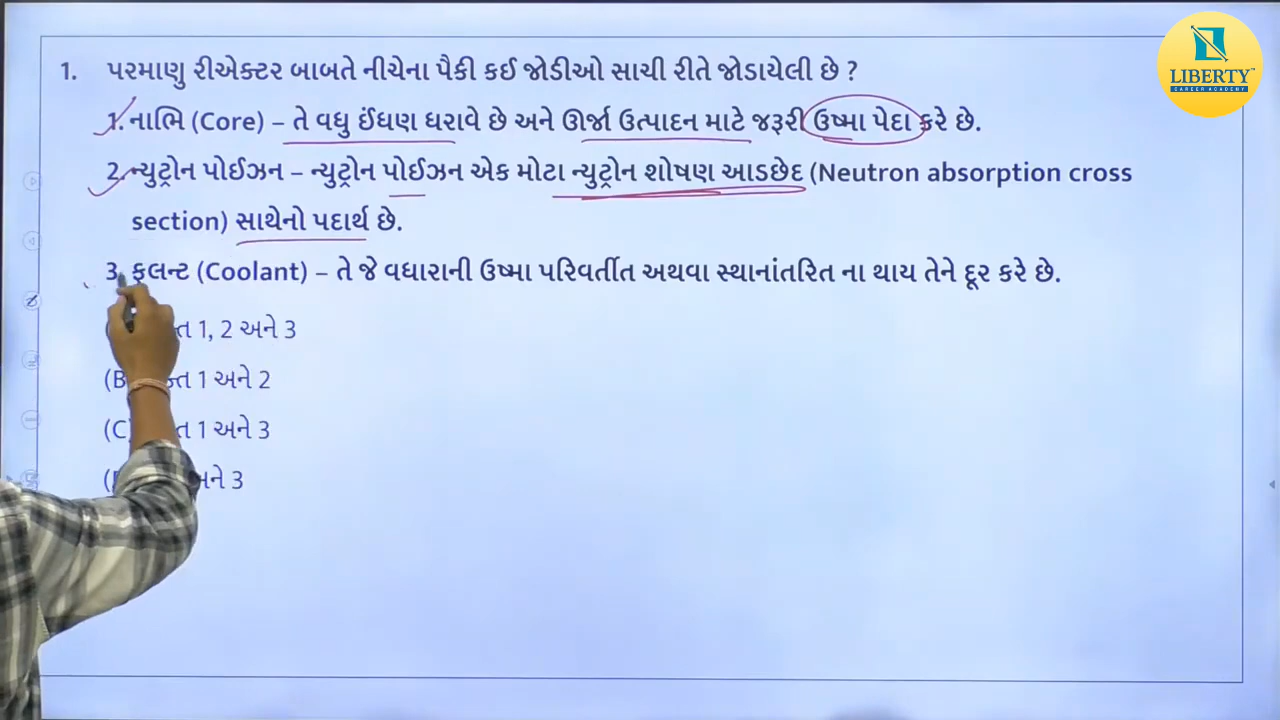 LIBERTY
CAREER ACADEMY
1. પરમાણુ રીએક્ટર બાબતે નીચેના પૈકી કઈ જોડીઓ સાચી રીતે જોડાયેલી છે ?
1. નાભિ (Core) – તે વધુ ઈંધણ ધરાવે છે અને ઊર્જા ઉત્પાદન માટે જરૂરી ઉષ્મા પેદા કરે છે.
2. ન્યુટ્રોન પોઈઝન – ન્યુટ્રોન પોઈઝન એક મોટા ન્યુટ્રોન શોષણ આડછેદ (Neutron absorption cross
section) સાથેનો પદાર્થ છે.
3. કૂલન્ટ (Coolant) – તે જે વધારાની ઉષ્મા પરિવર્તીત અથવા સ્થાનાંતરિત ના થાય તેને દૂર કરે છે.
1, 2 અને 3
(B 1 અને 2
(C) 1 અને 3
અને 3